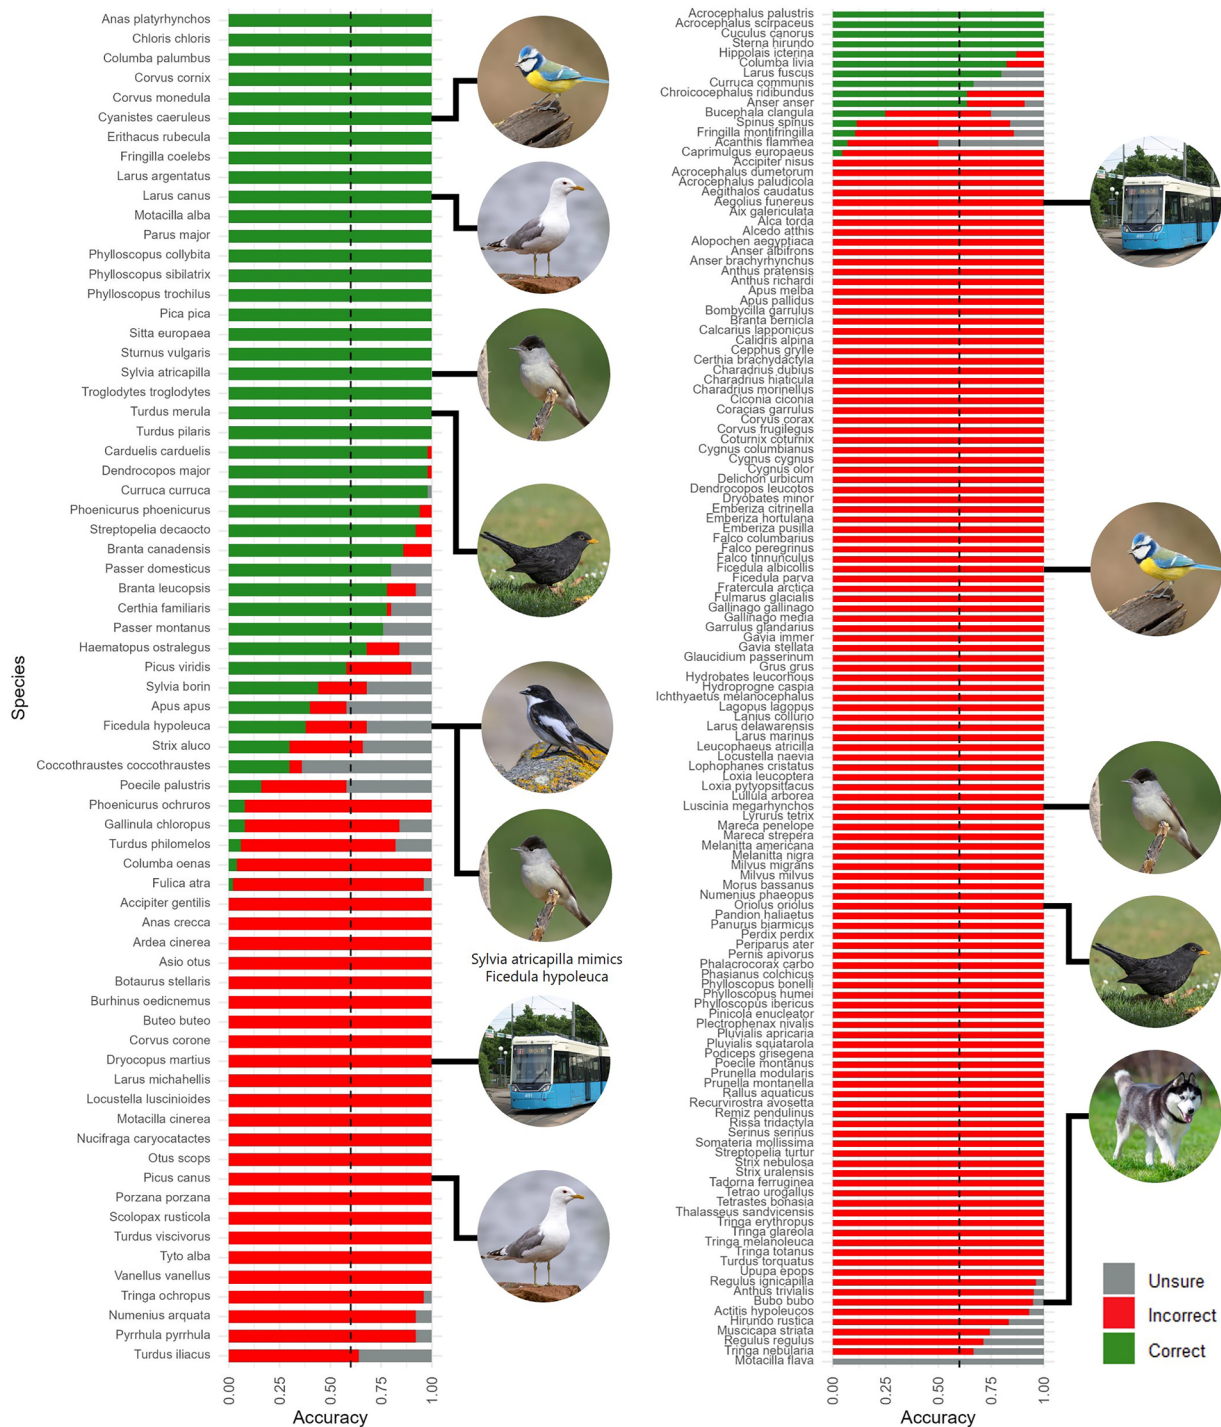 Species
Anas platyrhynchos
Chloris chloris
Columba palumbus
Corvus cornix
Corvus monedula
Cyanistes caeruleus
Erithacus rubecula
Fringilla coelebs
Larus argentatus
Larus canus
Motacilla alba
Parus major
Phylloscopus collybita
Phylloscopus sibilatrix
Phylloscopus trochilus
Pica pica
Sitta europaea
Sturnus vulgaris
Sylvia atricapilla
Troglodytes troglodytes
Turdus merula
Turdus pilaris
Carduelis carduelis
Dendrocopos major
Curruca curruca
Phoenicurus phoenicurus
Streptopelia decaocto
Branta canadensis
Passer domesticus
Branta leucopsis
Certhia familiaris
Passer montanus
Haematopus ostralegus
Picus viridis
Sylvia borin
Apus apus
Ficedula hypoleuca
Strix aluco
Coccothraustes coccothraustes
Poecile palustris
Phoenicurus ochruros
Gallinula chloropus
Turdus philomelos
Columba oenas
Fulica atra
Accipiter gentilis
Anas crecca
Ardea cinerea
Asio otus
Botaurus stellaris
Burhinus oedicnemus
Buteo buteo
Corvus corone
Dryocopus martius
Larus michahellis
Locustella luscinioides
Motacilla cinerea
Nucifraga caryocatactes
Otus scops
Picus canus
Porzana porzana
Scolopax rusticola
Turdus viscivorus
Tyto alba
Vanellus vanellus
Tringa ochropus
Numenius arquata
Pyrrhula pyrrhula
Turdus iliacus
0.00 0.25 0.50 0.75 1.00
Accuracy
Sylvia atricapilla mimics
Ficedula hypoleuca
Acrocephalus palustris
Acrocephalus scirpaceus
Cuculus canorus
Sterna hirundo
Hippolais icterina
Columba livia
Larus fuscus
Curruca communis
Chroicocephalus ridibundus
Anser anser
Bucephala clangula
Spinus spinus
Fringilla montifringilla
Acanthis flammea
Caprimulgus europaeus
Accipiter nisus
Acrocephalus dumetorum
Acrocephalus paludicola
Aegithalos caudatus
Aegolius funereus
Aix galericulata
Alca torda
Alcedo atthis
Alopochen aegyptiaca
Anser albifrons
Anser brachyrhynchus
Anthus pratensis
Anthus richardi
Apus melba
Apus pallidus
Bombycilla garrulus
Branta bernicla
Calcarius lapponicus
Calidris alpina
Cepphus grylle
Certhia brachydactyla
Charadrius dubius
Charadrius hiaticula
Charadrius morinellus
Ciconia ciconia
Coracias garrulus
Corvus corax
Corvus frugilegus
Coturnix coturnix
Cygnus columbianus
Cygnus cygnus
Cygnus olor
Delichon urbicum
Dendrocopos leucotos
Dryobates minor
Emberiza citrinella
Emberiza hortulana
Emberiza pusilla
Falco columbarius
Falco peregrinus
Falco tinnunculus
Ficedula albicollis
Ficedula parva
Fratercula arctica
Fulmarus glacialis
Gallinago gallinago
Gallinago media
Garrulus glandarius
Gavia immer
Gavia stellata
Glaucidium passerinum
Grus grus
Hydrobates leucorhous
Hydroprogne caspia
Ichthyaetus melanocephalus
Lagopus lagopus
Lanius collurio
Larus delawarensis
Larus marinus
Leucophaeus atricilla
Locustella naevia
Lophophanes cristatus
Loxia leucoptera
Loxia pytyopsittacus
Lullula arborea
Luscinia megarhynchos
Lyrurus tetrix
Mareca penelope
Mareca strepera
Melanitta americana
Melanitta nigra
Milvus migrans
Milvus milvus
Morus bassanus
Numenius phaeopus
Oriolus oriolus
Pandion haliaetus
Panurus biarmicus
Perdix perdix
Periparus ater
Pernis apivorus
Phalacrocorax carbo
Phasianus colchicus
Phylloscopus bonelli
Phylloscopus humei
Phylloscopus ibericus
Pinicola enucleator
Plectrophenax nivalis
Pluvialis apricaria
Pluvialis squatarola
Podiceps grisegena
Poecile montanus
Prunella modularis
Prunella montanella
Rallus aquaticus
Recurvirostra avosetta
Remiz pendulinus
Rissa tridactyla
Serinus serinus
Somateria mollissima
Streptopelia turtur
Strix nebulosa
Strix uralensis
Tadorna ferruginea
Tetrao urogallus
Tetrastes bonasia
Thalasseus sandvicensis
Tringa erythropus
Tringa glareola
Tringa melanoleuca
Tringa totanus
Turdus torquatus
Upupa epops
Regulus ignicapilla
Anthus trivialis
Bubo bubo
Actitis hypoleucos
Hirundo rustica
Muscicapa striata
Regulus regulus
Tringa nebularia
Motacilla flava
0.00 0.25 0.50 0.75 1.00
Accuracy
Unsure
Incorrect
Correct